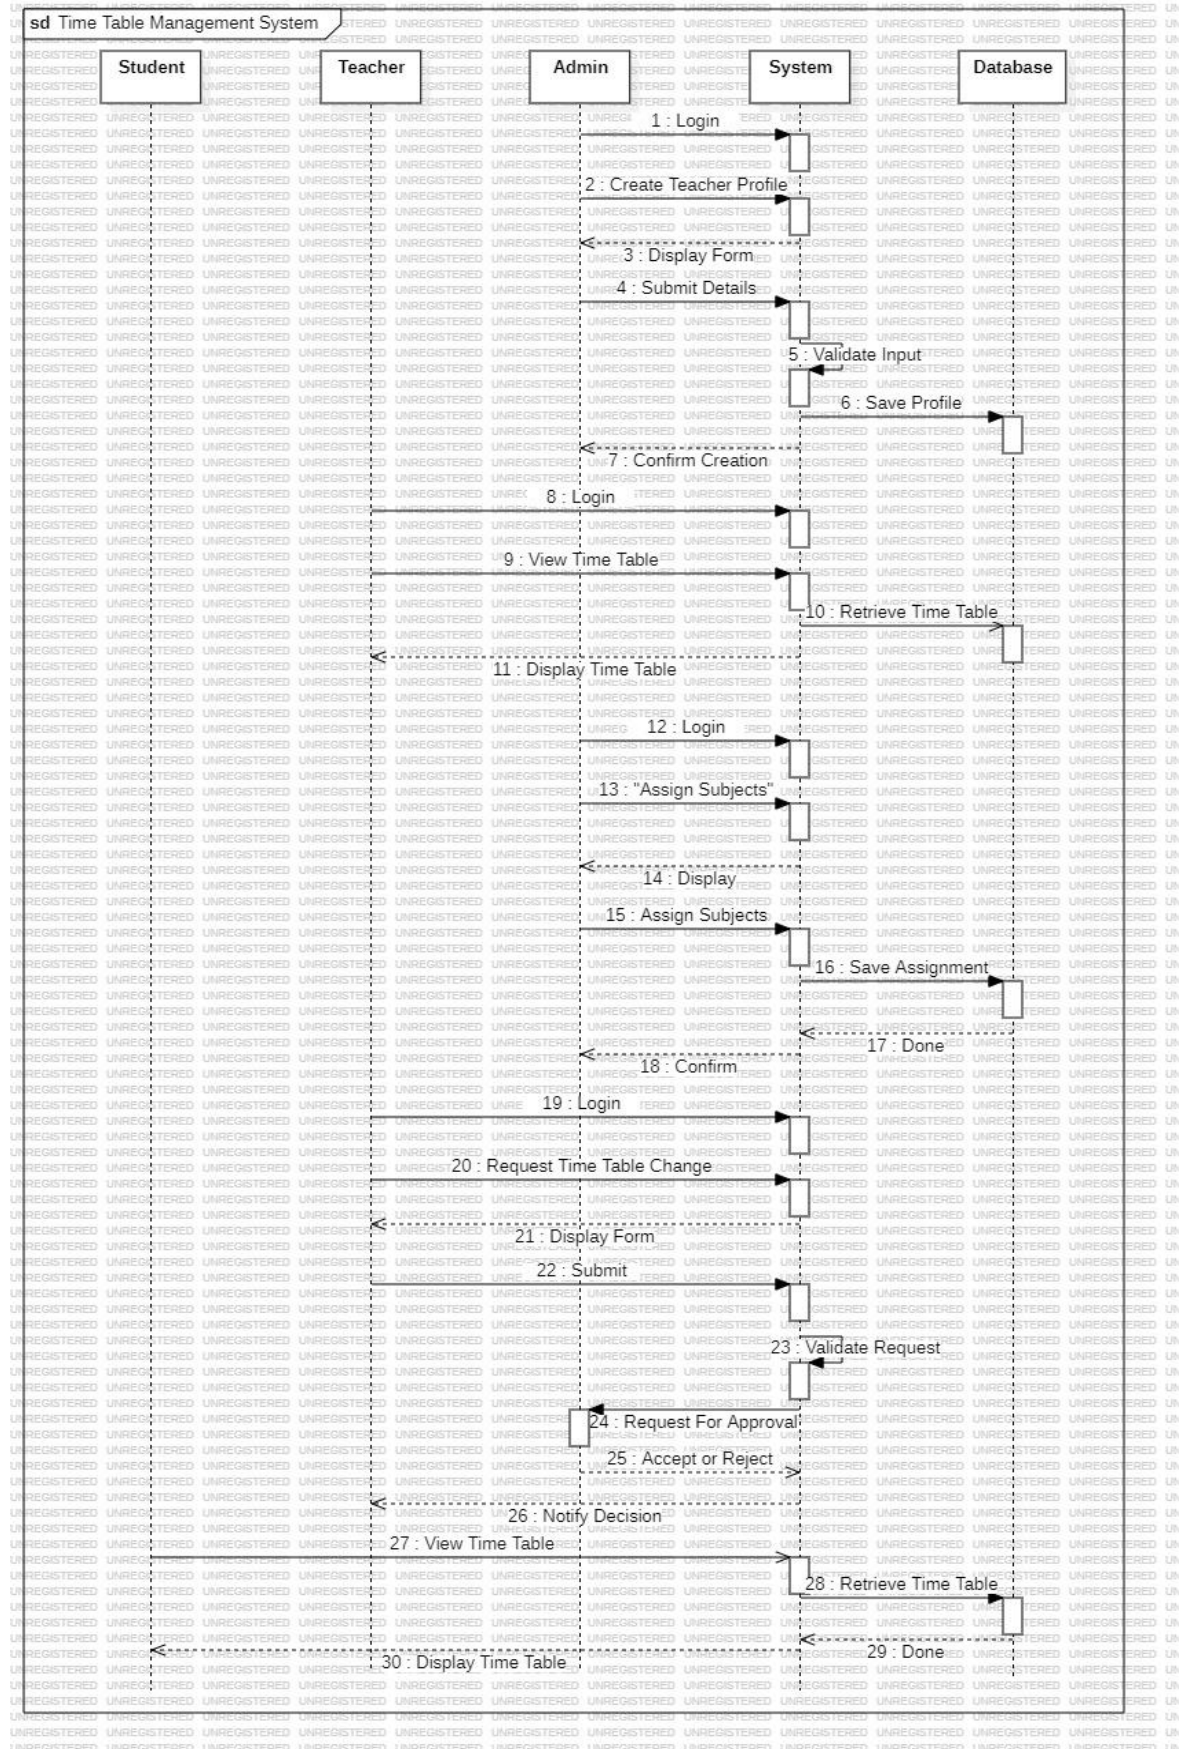 sd Time Table Management System
Student
Teacher
Admin
System
Database
1 : Login
2 : Create Teacher Profile
3 : Display Form
4 : Submit Details
5 : Validate Input
6 : Save Profile
7 : Confirm Creation
8 : Login
9 : View Time Table
10 : Retrieve Time Table
11 : Display Time Table
12 : Login
13 : "Assign Subjects"
14 : Display
15 : Assign Subjects
16 : Save Assignment
17 : Done
18 : Confirm
19 : Login
20 : Request Time Table Change
21 : Display Form
22 : Submit
23 : Validate Request
24 : Request For Approval
25 : Accept or Reject
26 : Notify Decision
27 : View Time Table
28 : Retrieve Time Table
29 : Done
30 : Display Time Table
UNREGISTERED